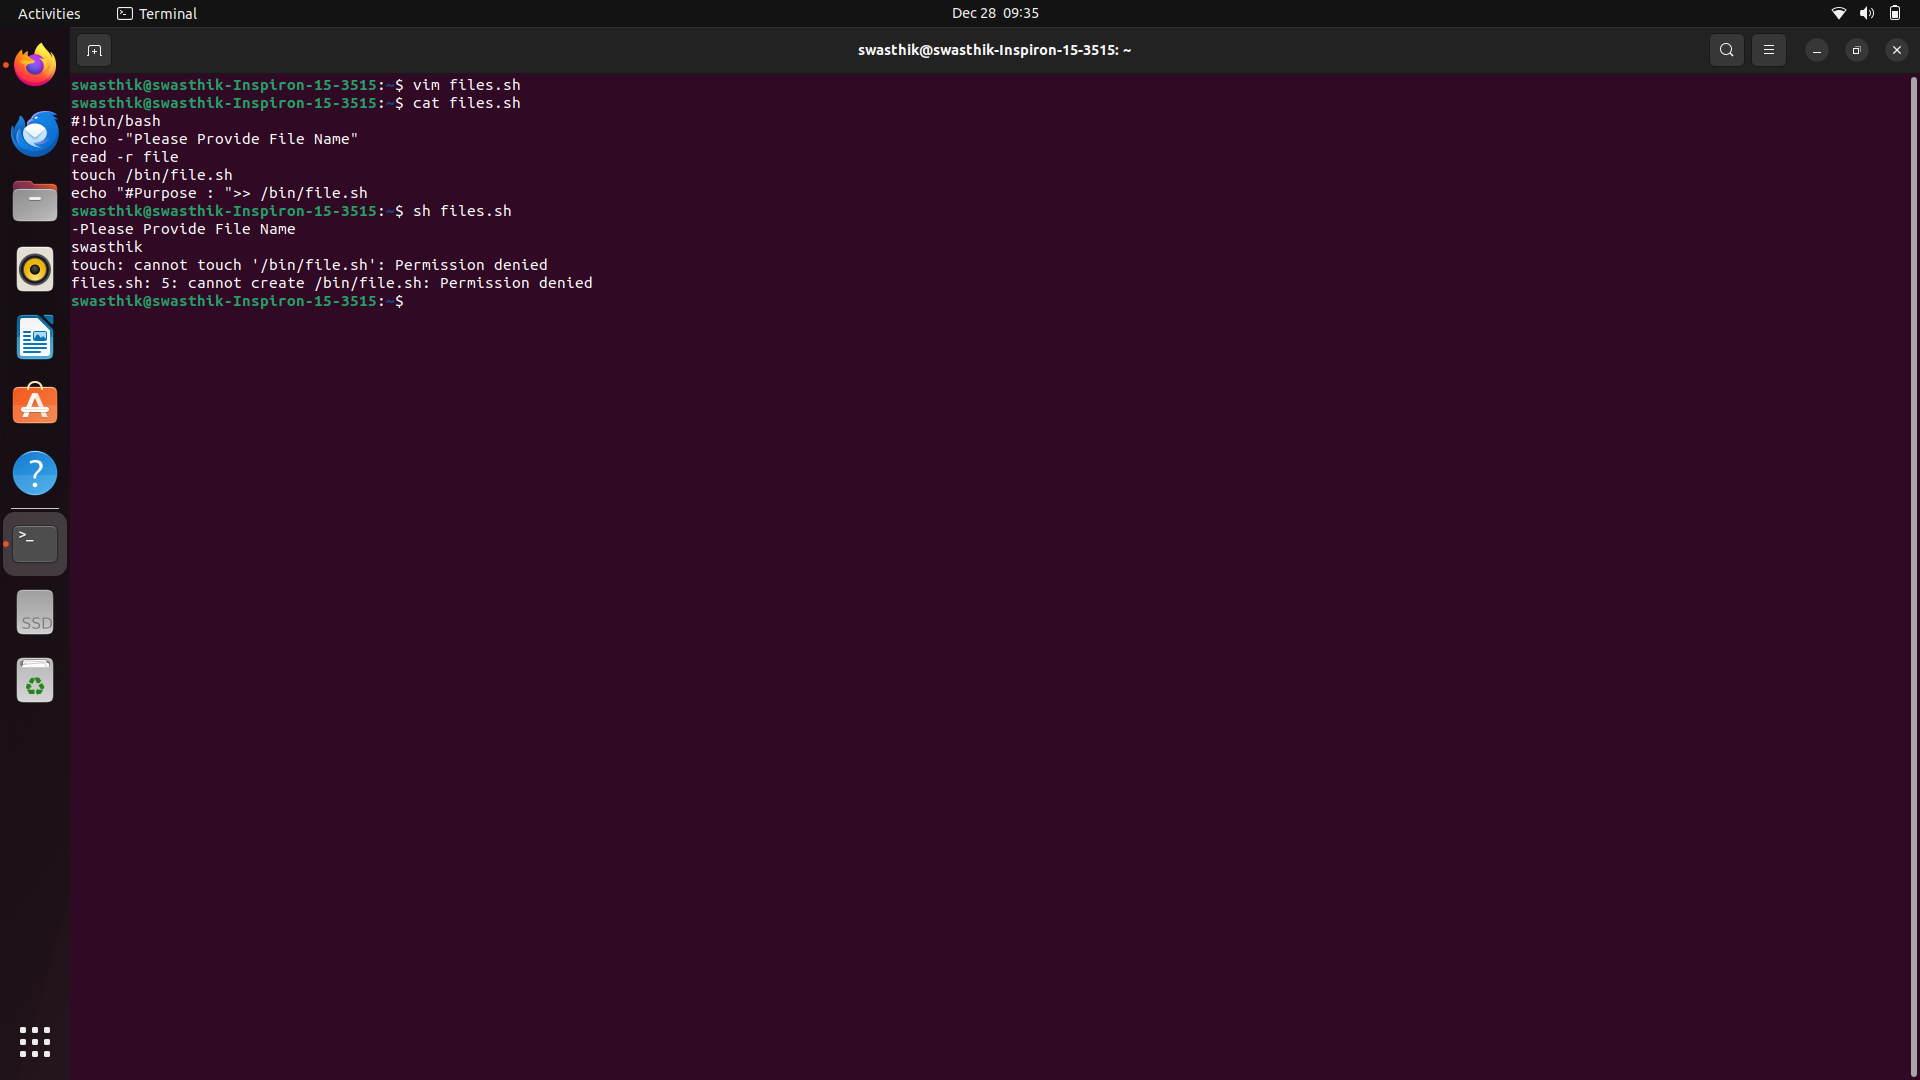 Activities
Terminal
Dec 28 09:35
swasthik@swasthik-Inspiron-15-3515: ~
swasthik@swasthik-Inspiron-15-3515:~$ vim files.sh
swasthik@swasthik-Inspiron-15-3515:~$ cat files.sh
#!bin/bash
echo -"Please Provide File Name"
read -r file
touch /bin/file.sh
echo "#Purpose : ">> /bin/file.sh
swasthik@swasthik-Inspiron-15-3515:~$ sh files.sh
-Please Provide File Name
swasthik
touch: cannot touch '/bin/file.sh': Permission denied
files.sh: 5: cannot create /bin/file.sh: Permission denied
swasthik@swasthik-Inspiron-15-3515:~$
?
>_
SSD